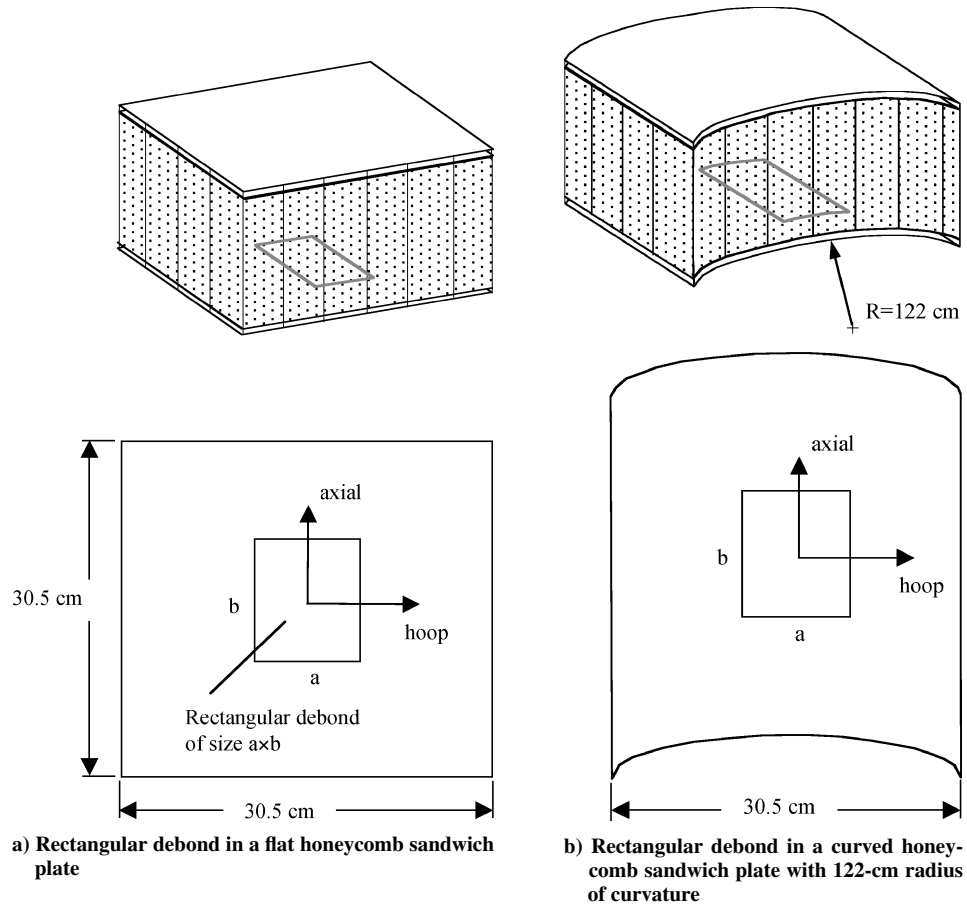 R=122 cm
axial
hoop
b
a
30.5 cm
Rectangular debond
of size a×b
30.5 cm
a) Rectangular debond in a flat honeycomb sandwich
plate
axial
hoop
b
a
30.5 cm
b) Rectangular debond in a curved honey-
comb sandwich plate with 122-cm radius
of curvature